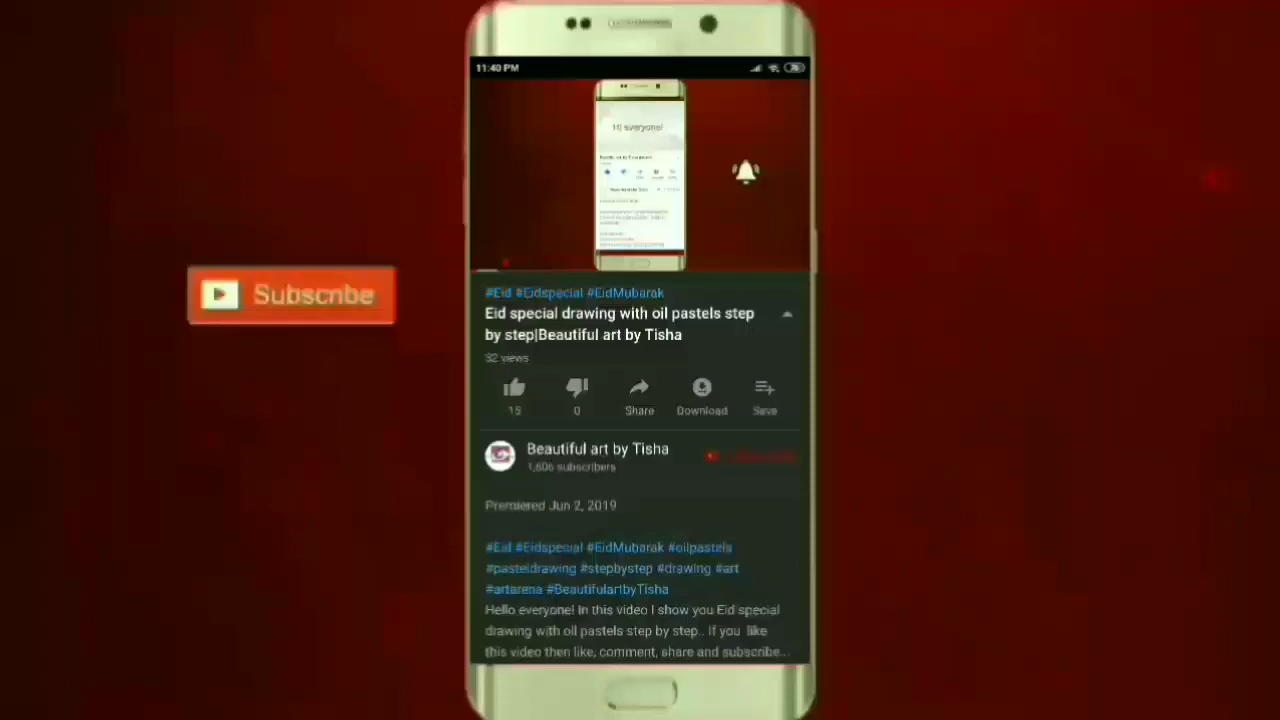 11:40 PM
Hi everyone!
Subscribe
#Eid #Eidspecial #EidMubarak
Eid special drawing with oil pastels step
by step|Beautiful art by Tisha
32 views
15
0
Share
Download
Save
Beautiful art by Tisha
1,606 subscribers
Premiered Jun 2, 2019
#Eid #Eidspecial #EidMubarak #oilpastels
#pasteldrawing #stepbystep #drawing #art
#artarena #BeautifulartbyTisha
Hello everyone! In this video I show you Eid special
drawing with oil pastels step by step.. If you like
this video then like, comment, share and subscribe...